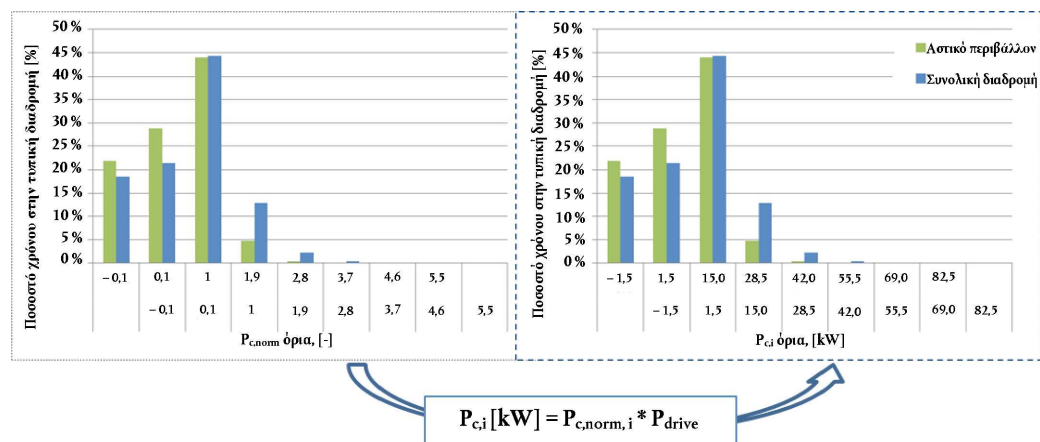 Ποσοστό χρόνου στην τυπική διαδρομή [%]
50 %
45 %
40 %
35 %
30 %
25 %
20 %
15 %
10 %
5 %
0 %
– 0,1 0,1 1 1,9 2,8 3,7 4,6 5,5
– 0,1 0,1 1 1,9 2,8 3,7 4,6 5,5
Pc,norm όρια, [-]
Ποσοστό χρόνου στην τυπική διαδρομή [%]
50 %
45 %
40 %
35 %
30 %
25 %
20 %
15 %
10 %
5 %
0 %
Αστικό περιβάλλον
Συνολική διαδρομή
– 1,5 1,5 15,0 28,5 42,0 55,5 69,0 82,5
– 1,5 1,5 15,0 28,5 42,0 55,5 69,0 82,5
Pc,i όρια, [kW]
Pc,i [kW] = Pc,norm, i * Pdrive